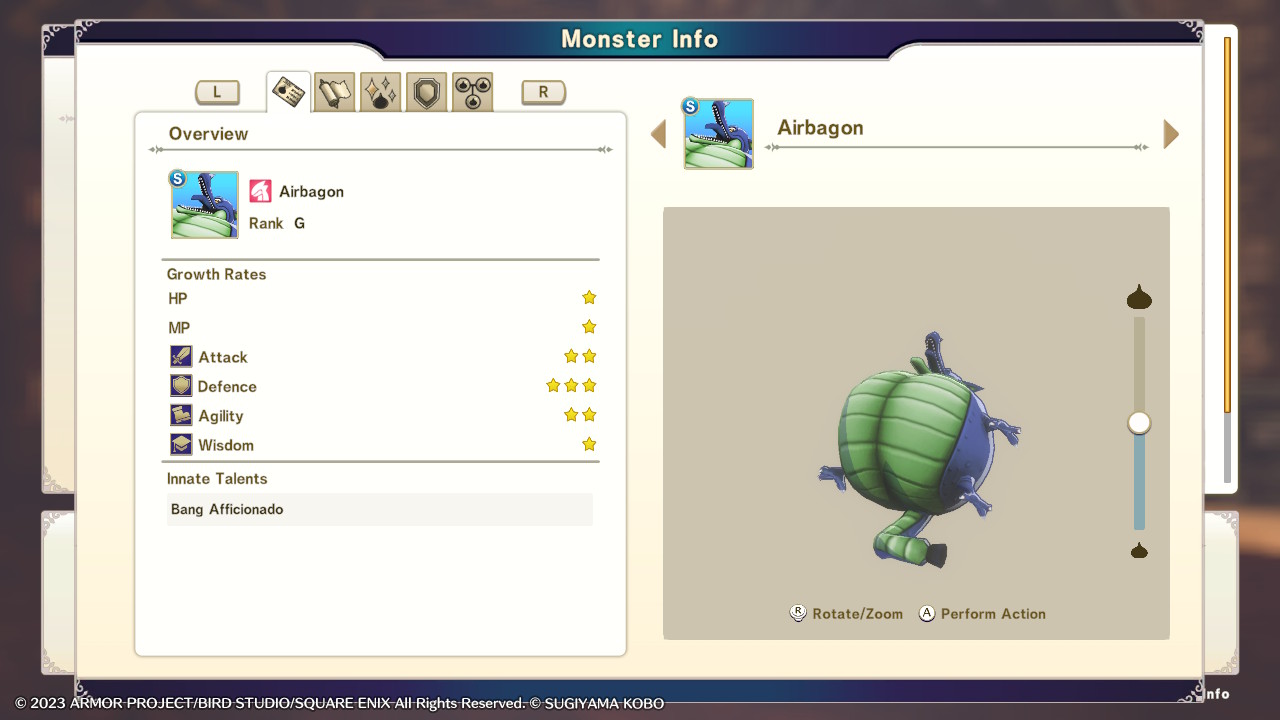 Monster Info
L
R
Overview
S
Airbagon
Rank G
Growth Rates
HP
MP
Attack
Defence
Agility
Wisdom
Innate Talents
Bang Afficionado
S
Airbagon
R Rotate/Zoom A Perform Action
Info
© 2023 ARMOR PROJECT/BIRD STUDIO/SQUARE ENIX All Rights Reserved. © SUGIYAMA KOBO